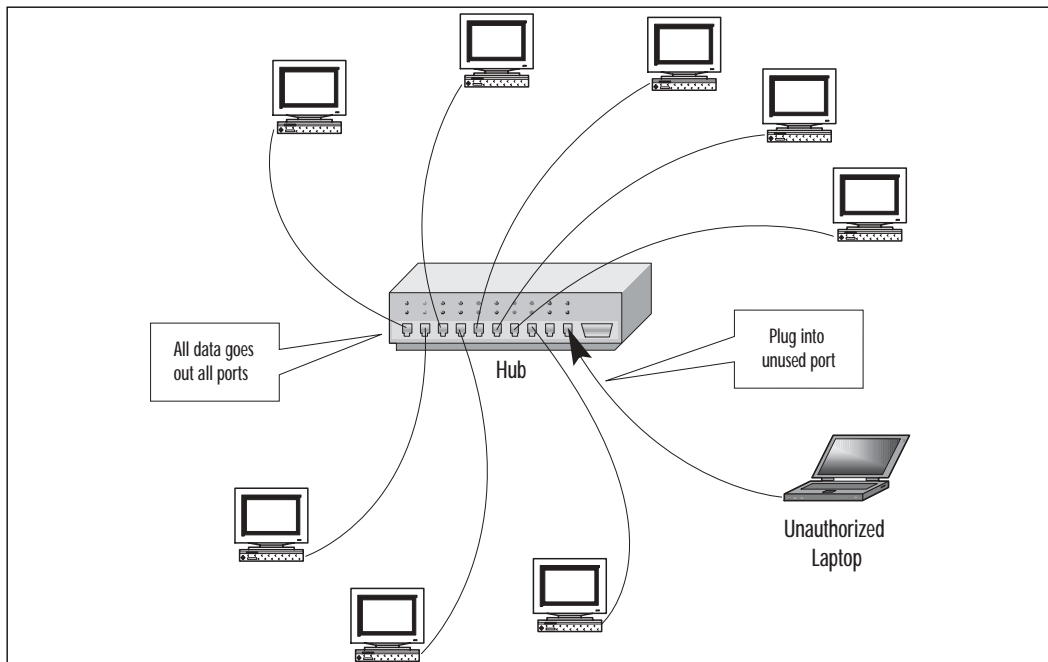 All data goes
out all ports
Hub
Plug into
unused port
Unauthorized
Laptop